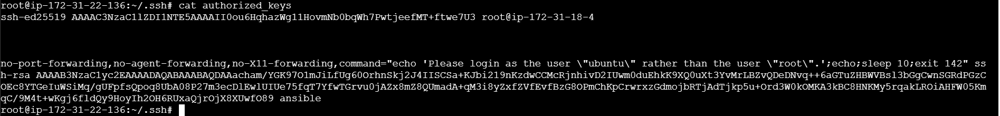 root@ip-172-31-22-136:~/.ssh# cat authorized_keys
ssh-ed25519 AAAAC3NzaC1lZDI1NTE5AAAAII0ou6HqhazWg11HovmNb0bqWh7PwtjeefMT+ftwe7U3 root@ip-172-31-18-4
no-port-forwarding,no-agent-forwarding,no-X11-forwarding,command="echo 'Please login as the user \"ubuntu\" rather than the user \"root\".';echo;sleep 10;exit 142" ss
h-rsa AAAAB3NzaC1yc2EAAAADAQABAAABAQDAAacham/YGK97O1mJiLfUg60OrhnSkj2J4IISCSa+KJbi219nKzdwCCMcRjnhivD2IUwm0duEhkK9XQ0uXt3YvMrLBZvQDeDNvq++6aGTuZHBWVBsl3bGgCwnSGRdPGzC
OEc8YTGeIuWSiMq/gUFpfsQpoq8UbA08P27m3ecDlEwlUIUe75fqT7YfwTGrvu0jAZx8mZ8QUmadA+qM3i8yZxfZVfEvfBzG8OPmChKpCrwrxzGdmojbRTjAdTjkp5u+Ord3W0kOMKA3kBC8HNKMy5rqakLROiAHFW05Km
qC/9M4t+wKgj6fldQy9HoyIh2OH6RUxaQjrOjX8XUwfO89 ansible
root@ip-172-31-22-136:~/.ssh#